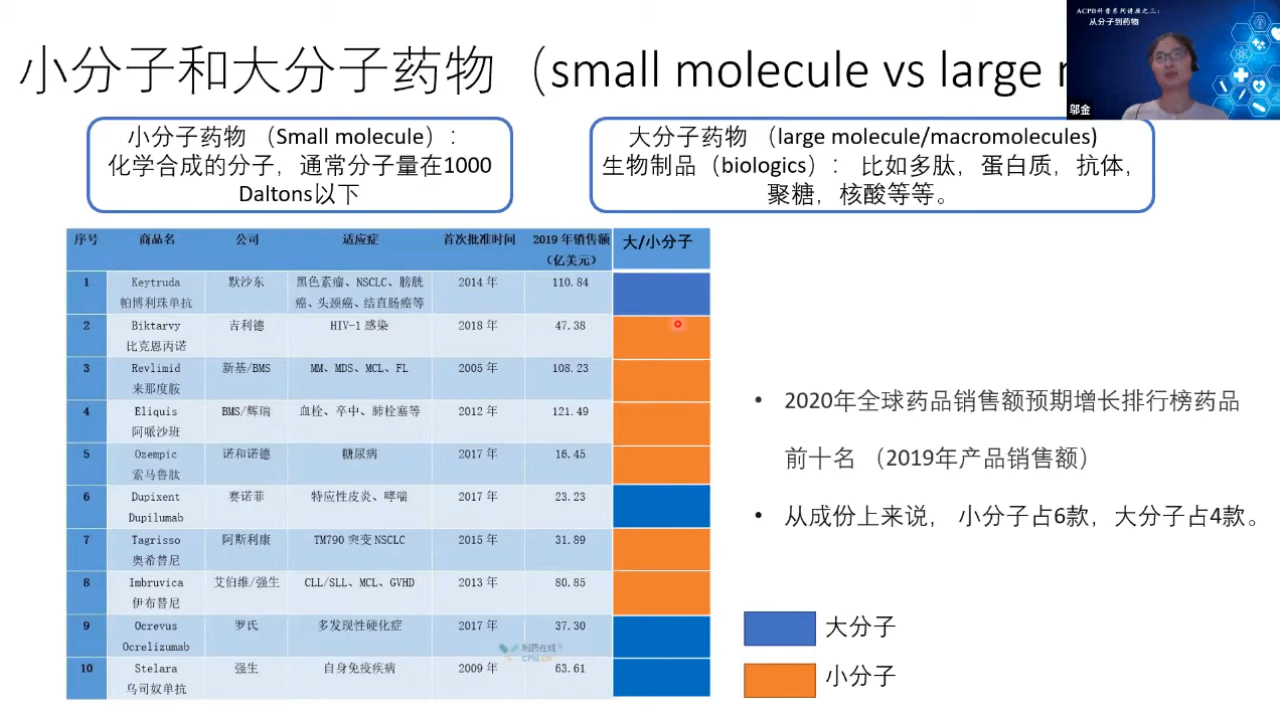 小分子和大分子药物（small molecule vs large
ACPB科普系列讲座之三：
从分子到药物
邬金
小分子药物 （Small molecule）：
化学合成的分子，通常分子量在1000
Daltons以下
大分子药物 （large molecule/macromolecules)
生物制品（biologics）： 比如多肽，蛋白质，抗体，
聚糖，核酸等等。
序号 商品名 公司 适应症 首次批准时间 2019 年销售额 大/小分子
（亿美元）
1 Keytruda 默沙东 黑色素瘤、NSCLC、膀胱 2014 年 110.84
帕博利珠单抗 癌、头颈癌、结直肠癌等
2 Biktarvy 吉利德 HIV-1 感染 2018 年 47.38
比克恩丙诺
3 Revlimid 新基/BMS MM、MDS、MCL、FL 2005 年 108.23
来那度胺
4 Eliquis BMS/辉瑞 血栓、卒中、肺栓塞等 2012 年 121.49
阿哌沙班
5 Ozempic 诺和诺德 糖尿病 2017 年 16.45
索马鲁肽
6 Dupixent 赛诺菲 特应性皮炎、哮喘 2017 年 23.23
Dupilumab
7 Tagrisso 阿斯利康 TM790 突变 NSCLC 2015 年 31.89
奥希替尼
8 Imbruvica 艾伯维/强生 CLL/SLL、MCL、GVHD 2013 年 80.85
伊布替尼
9 Ocrevus 罗氏 多发现性硬化症 2017 年 37.30
Ocrelizumab
制药在线
CPhI.CN
10 Stelara 强生 自身免疫疾病 2009 年 63.61
乌司奴单抗
• 2020年全球药品销售额预期增长排行榜药品
前十名 （2019年产品销售额）
• 从成份上来说， 小分子占6款，大分子占4款。
大分子
小分子